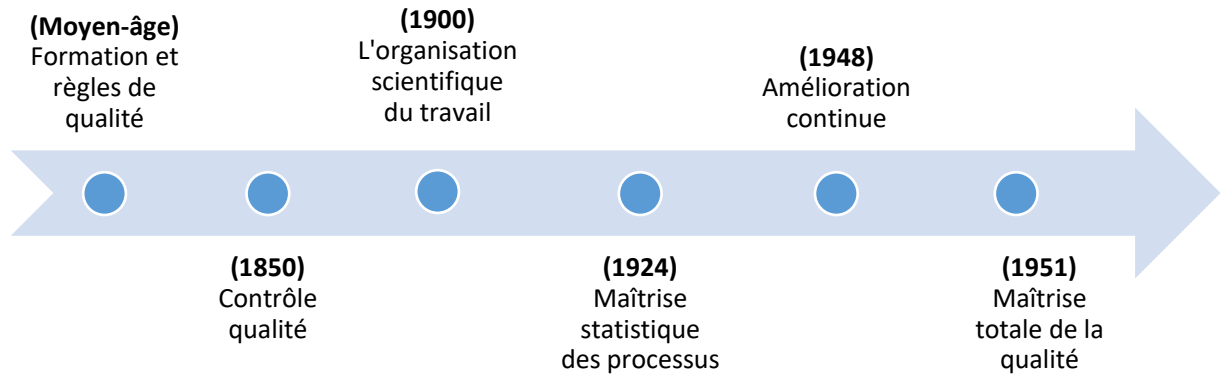 (Moyen-âge)
Formation et
règles de
qualité
(1850)
Contrôle
qualité
(1900)
L'organisation
scientifique
du travail
(1924)
Maîtrise
statistique
des processus
(1948)
Amélioration
continue
(1951)
Maîtrise
totale de la
qualité